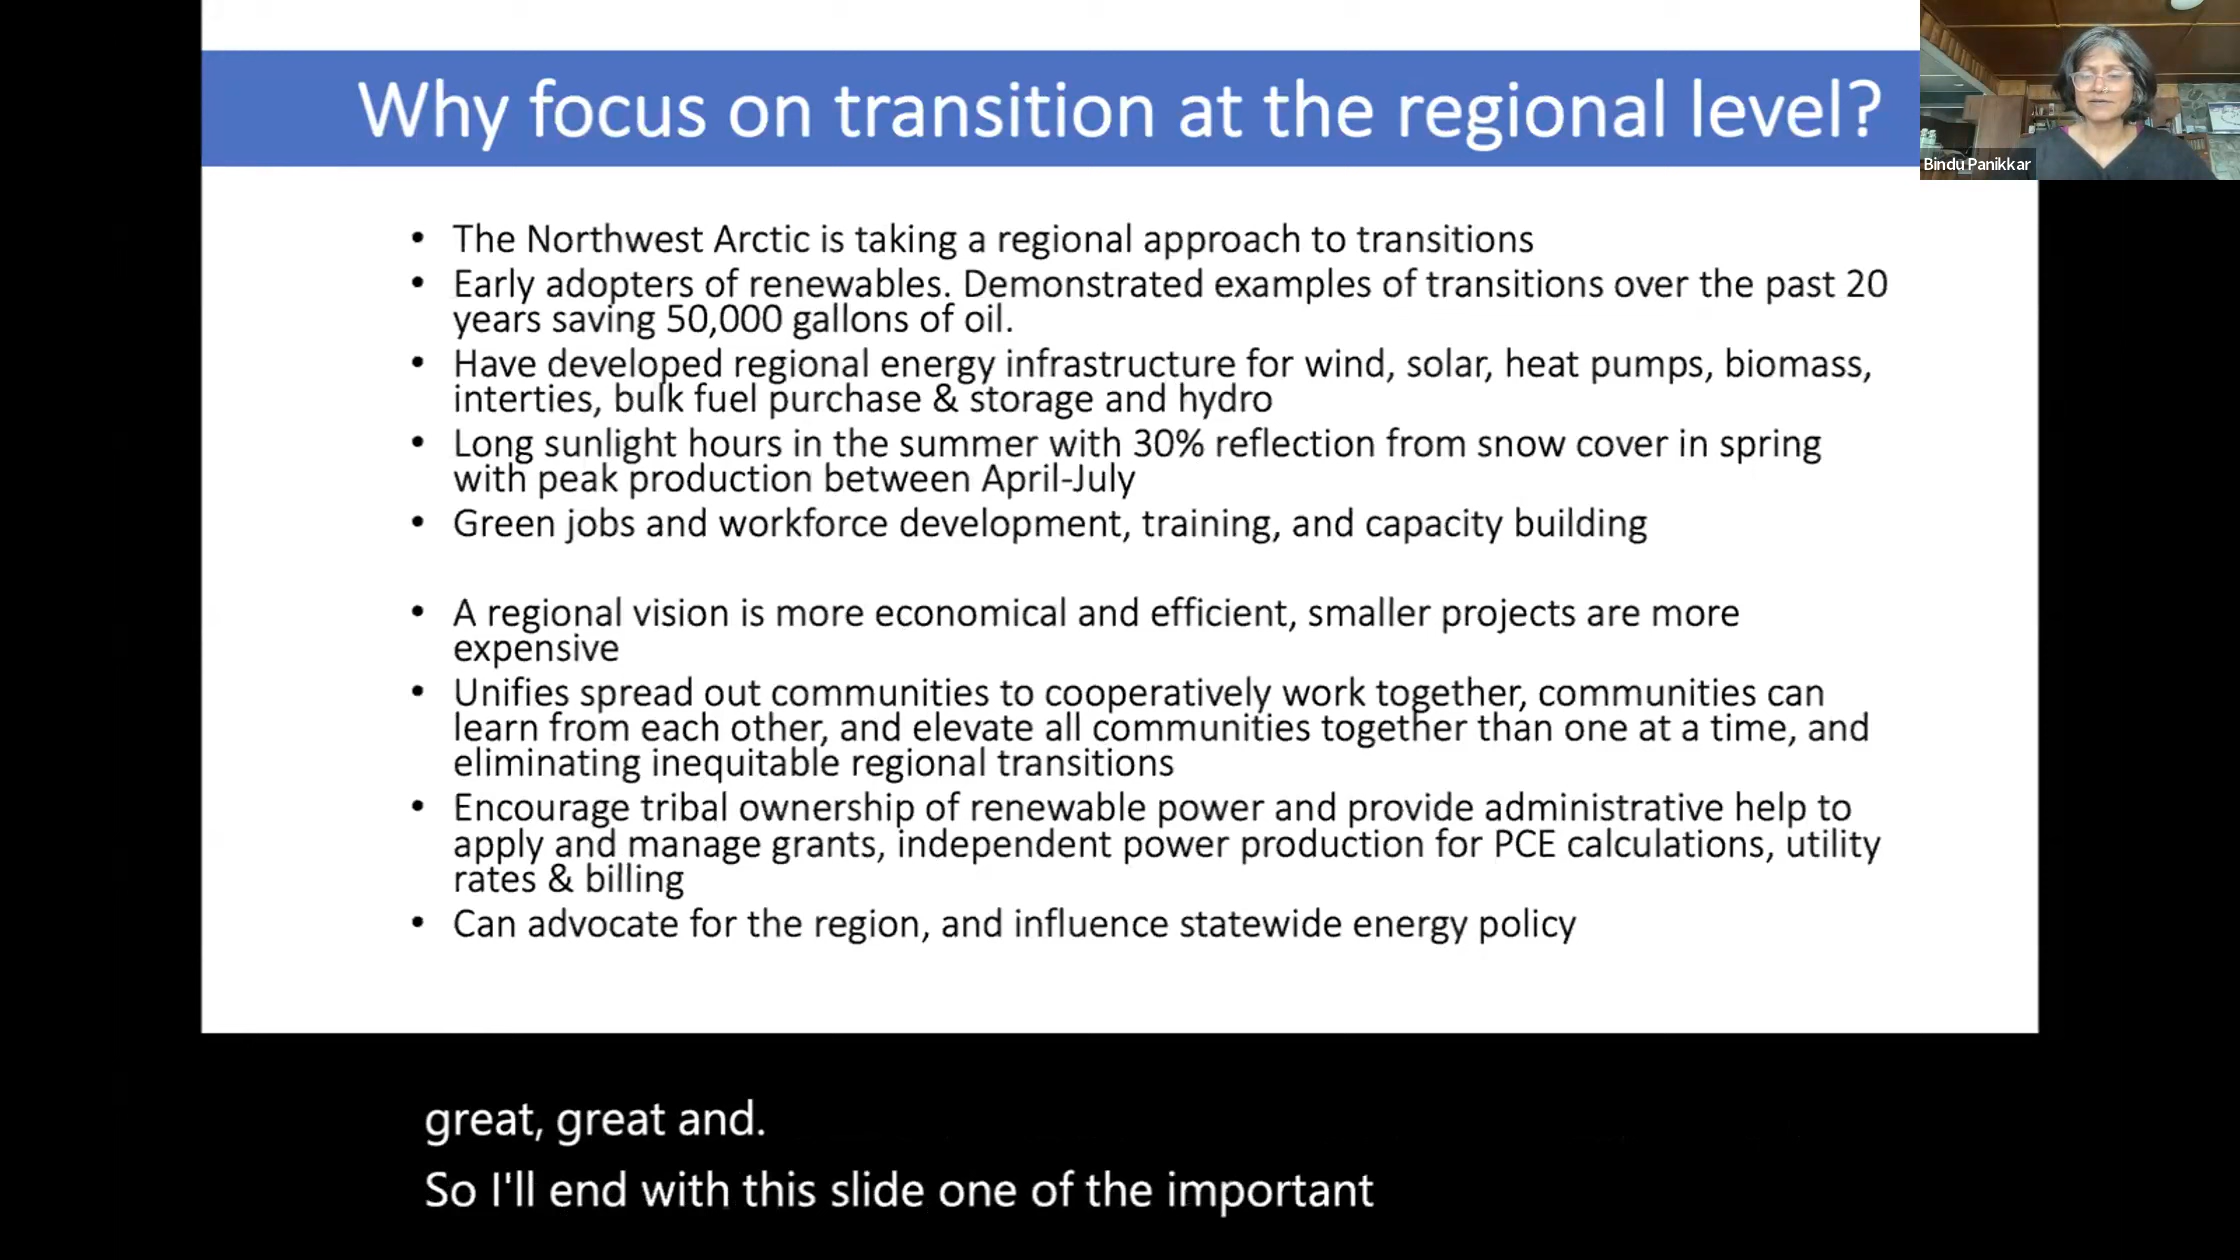 Why focus on transition at the regional level?
Bindu Panikkar
• The Northwest Arctic is taking a regional approach to transitions
• Early adopters of renewables. Demonstrated examples of transitions over the past 20
years saving 50,000 gallons of oil.
• Have developed regional energy infrastructure for wind, solar, heat pumps, biomass,
interties, bulk fuel purchase & storage and hydro
• Long sunlight hours in the summer with 30% reflection from snow cover in spring
with peak production between April-July
• Green jobs and workforce development, training, and capacity building
• A regional vision is more economical and efficient, smaller projects are more
expensive
• Unifies spread out communities to cooperatively work together, communities can
learn from each other, and elevate all communities together than one at a time, and
eliminating inequitable regional transitions
• Encourage tribal ownership of renewable power and provide administrative help to
apply and manage grants, independent power production for PCE calculations, utility
rates & billing
• Can advocate for the region, and influence statewide energy policy
great, great and.
So I'll end with this slide one of the important